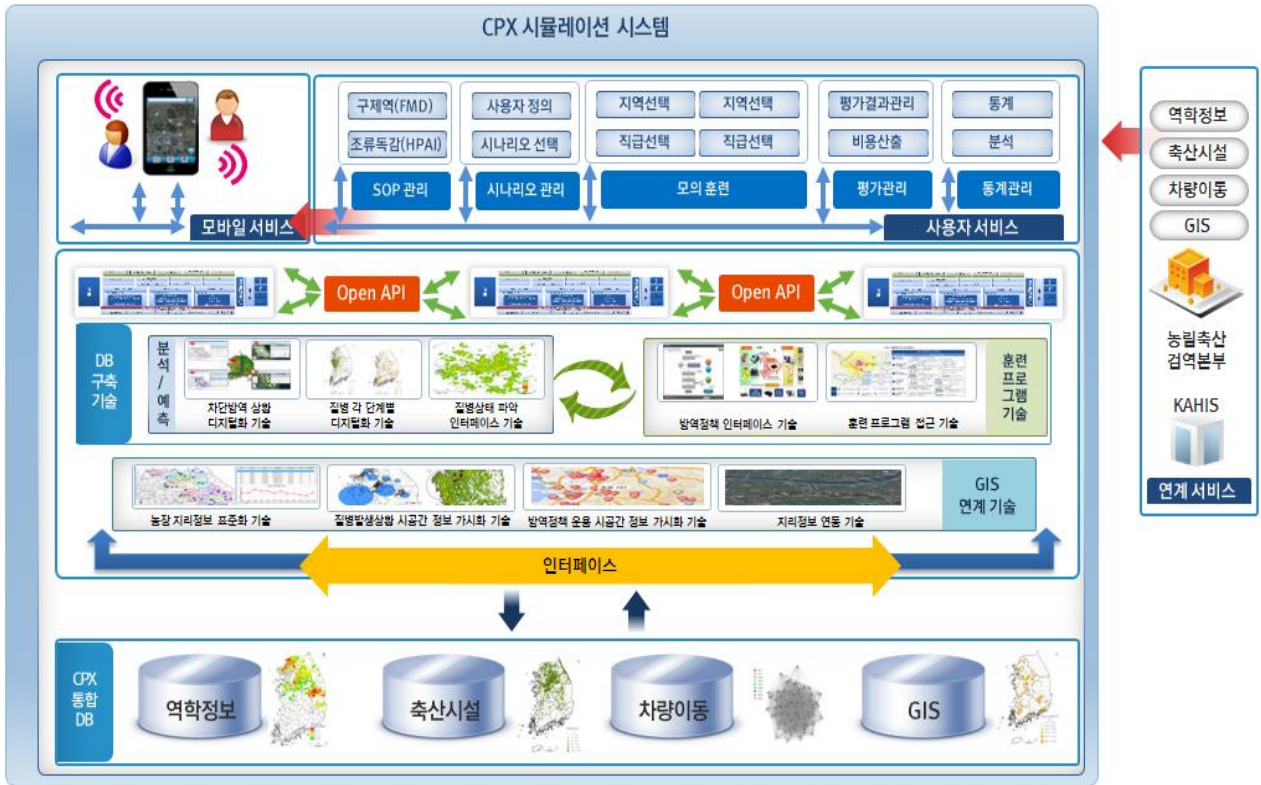 CPX 시뮬레이션 시스템
구제역(FMD)
조류독감(HPAI)
SOP 관리
사용자 정의
시나리오 선택
시나리오 관리
지역선택 지역선택
직급선택 직급선택
모의 훈련
평가결과관리
비용산출
평가관리
통계
분석
통계관리
모바일 서비스
사용자 서비스
Open API
Open API
DB
구축
기술
분석/예측
차단방역 상황
디지털화 기술
질병 각 단계별
디지털화 기술
질병상태 파악
인터페이스 기술
방역정책 인터페이스 기술
훈련 프로그램 접근 기술
훈련
프로
그램
기술
농장 지리정보 표준화 기술
질병발생상황 시공간 정보 가시화 기술
방역정책 운용 시공간 정보 가시화 기술
지리정보 연동 기술
GIS
연계 기술
인터페이스
CPX
통합
DB
역학정보
축산시설
차량이동
GIS
역학정보
축산시설
차량이동
GIS
농림축산
검역본부
KAHIS
연계 서비스